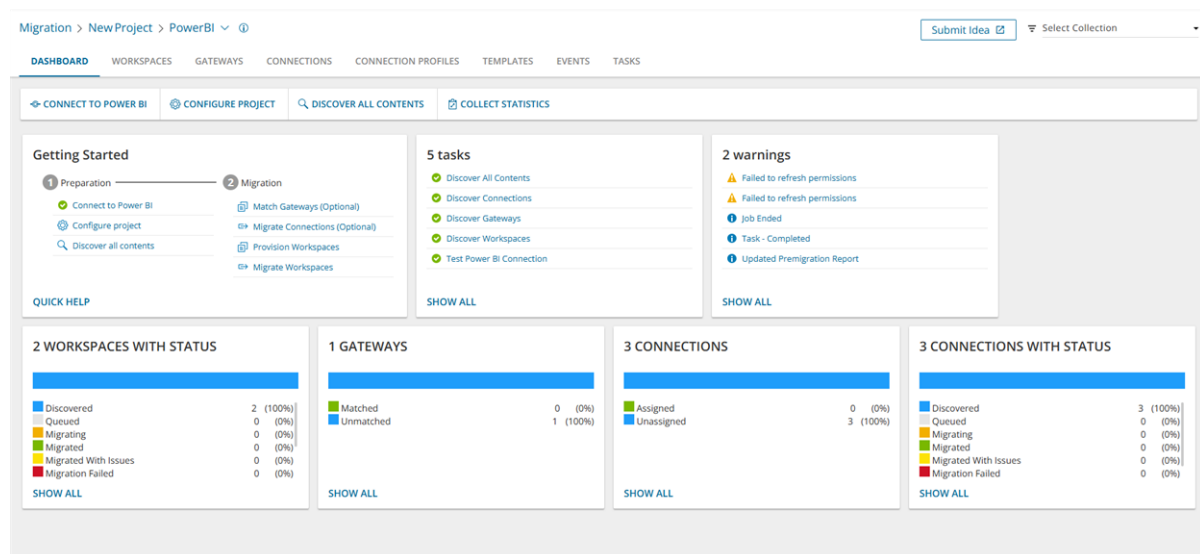 Migration > New Project > PowerBI
Submit Idea
Select Collection
DASHBOARD WORKSPACES GATEWAYS CONNECTIONS CONNECTION PROFILES TEMPLATES EVENTS TASKS
CONNECT TO POWER BI CONFIGURE PROJECT DISCOVER ALL CONTENTS COLLECT STATISTICS
Getting Started
1 Preparation
Connect to Power BI
Configure project
Discover all contents
2 Migration
Match Gateways (Optional)
Migrate Connections (Optional)
Provision Workspaces
Migrate Workspaces
QUICK HELP
5 tasks
Discover All Contents
Discover Connections
Discover Gateways
Discover Workspaces
Test Power BI Connection
SHOW ALL
2 warnings
Failed to refresh permissions
Failed to refresh permissions
Job Ended
Task - Completed
Updated Premigration Report
SHOW ALL
2 WORKSPACES WITH STATUS
Discovered 2 (100%)
Queued 0 (0%)
Migrating 0 (0%)
Migrated 0 (0%)
Migrated With Issues 0 (0%)
Migration Failed 0 (0%)
SHOW ALL
1 GATEWAYS
Matched 0 (0%)
Unmatched 1 (100%)
SHOW ALL
3 CONNECTIONS
Assigned 0 (0%)
Unassigned 3 (100%)
SHOW ALL
3 CONNECTIONS WITH STATUS
Discovered 3 (100%)
Queued 0 (0%)
Migrating 0 (0%)
Migrated 0 (0%)
Migrated With Issues 0 (0%)
Migration Failed 0 (0%)
SHOW ALL